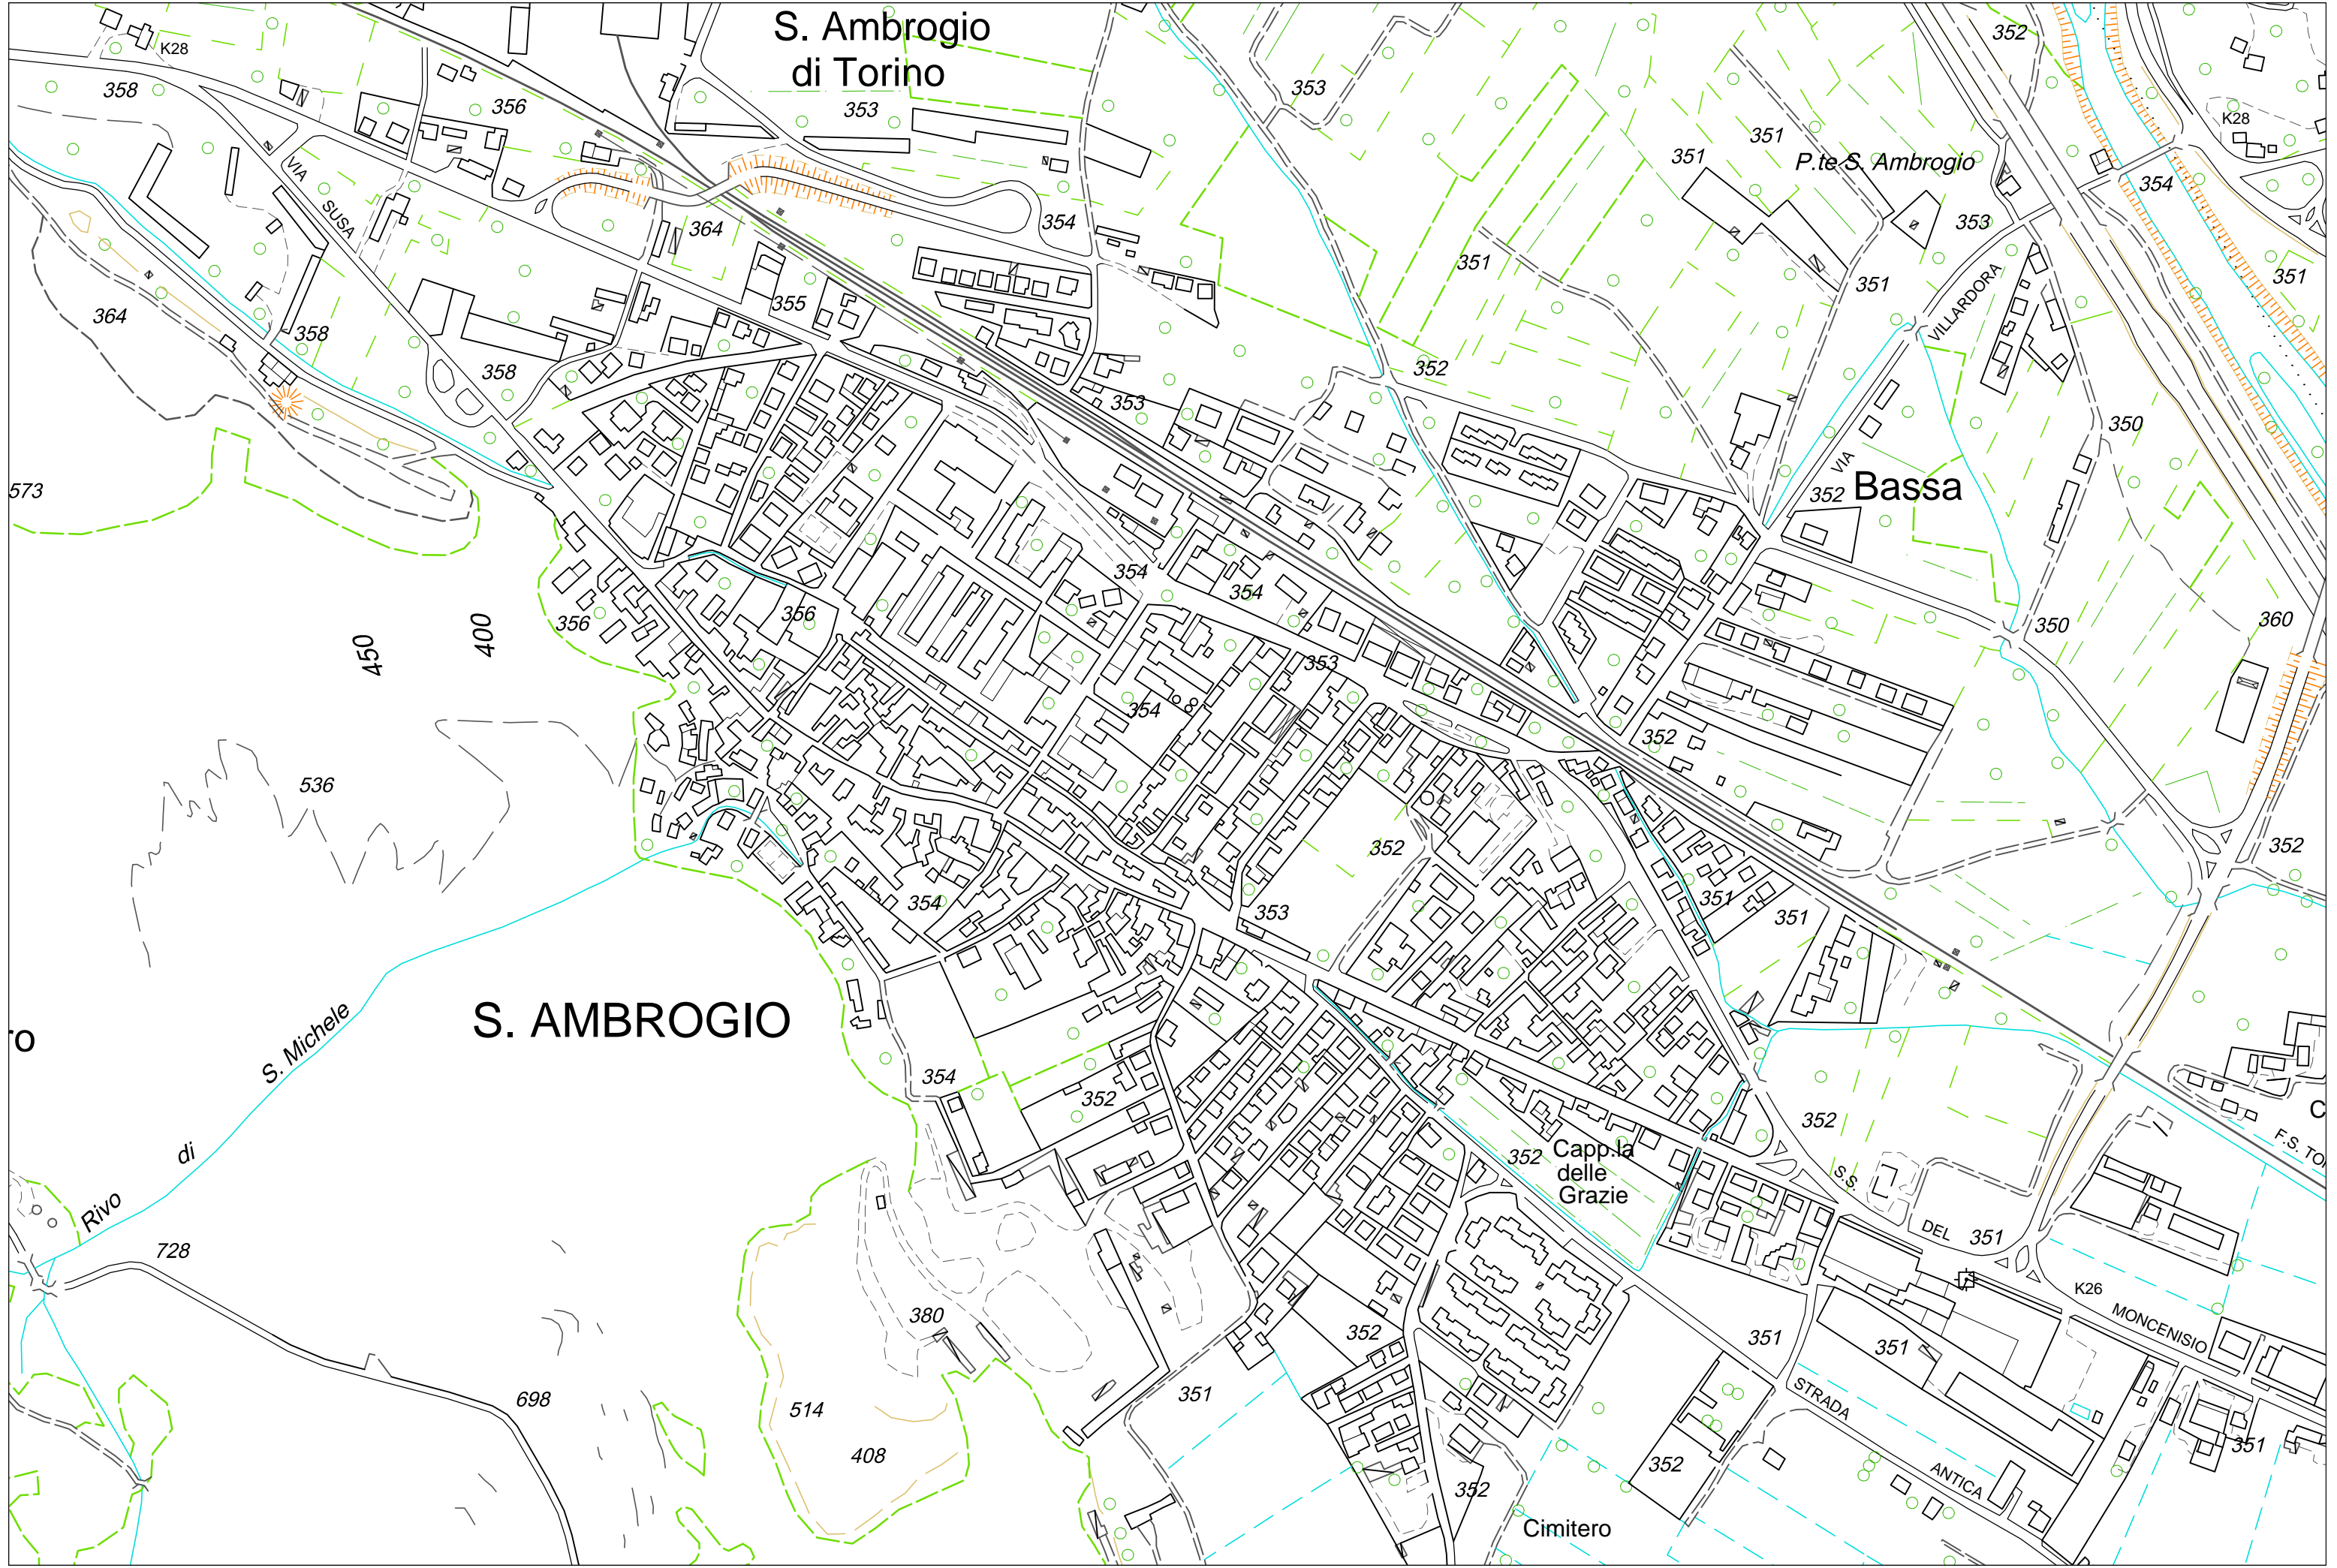 S. Ambrogio
di Torino
K28
358
356
353
353
352
K28
351
351
P.te S. Ambrogio
354
364
354
353
351
351
351
364
355
VIA
SUSA
358
358
353
352
VILLARDORA
350
VIA
352
Bassa
573
450
400
356
356
354
354
353
354
352
350
360
536
352
352
351
351
354
353
S. AMBROGIO
ro
Rivo
di
S. Michele
354
352
352
352
Capp.la
delle
Grazie
C
F.S. TO
S.S.
DEL
351
K26
MONCENISIO
728
380
352
351
351
698
514
408
351
STRADA
ANTICA
352
352
351
Cimitero